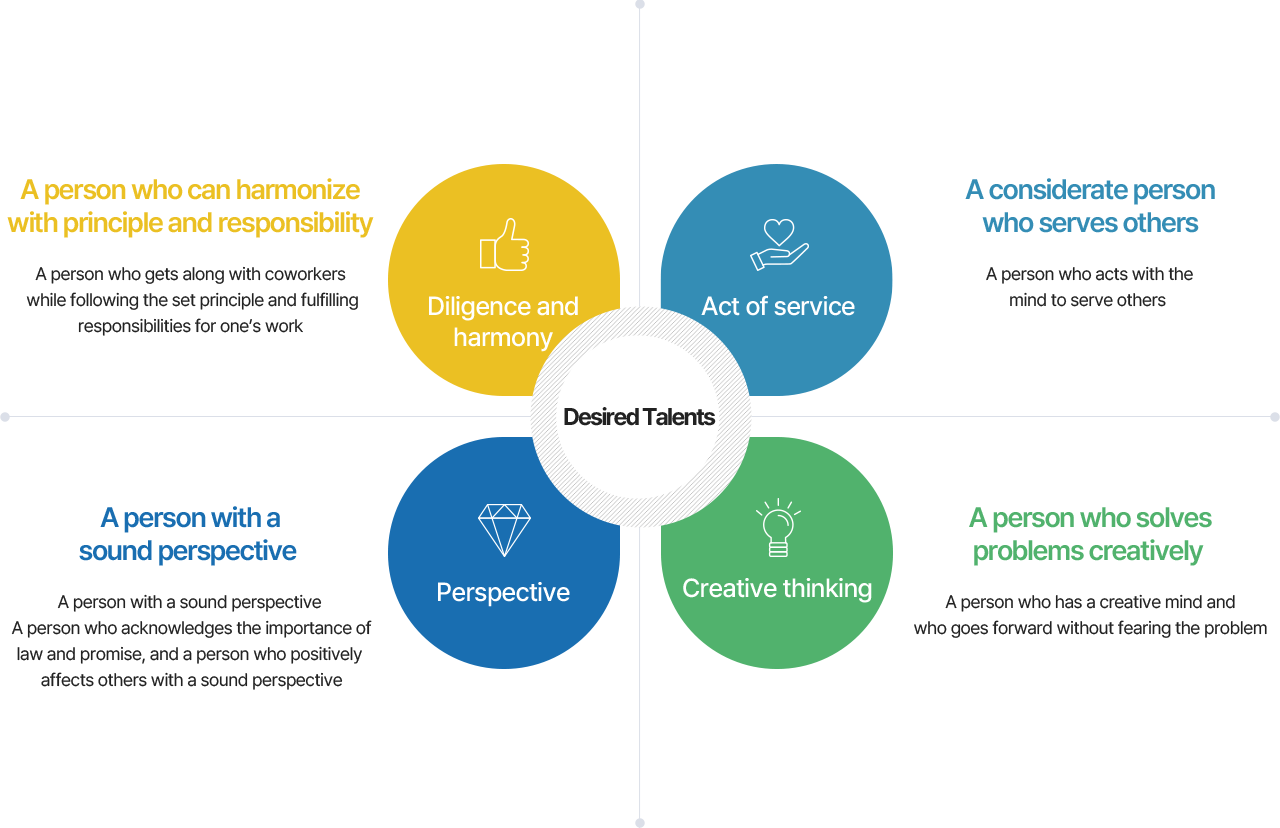 A person who can harmonize
with principle and responsibility
A person who gets along with coworkers
while following the set principle and fulfilling
responsibilities for one’s work
Diligence and
harmony
Act of service
A considerate person
who serves others
A person who acts with the
mind to serve others
Desired Talents
A person with a
sound perspective
A person with a sound perspective
A person who acknowledges the importance of
law and promise, and a person who positively
affects others with a sound perspective
Perspective
Creative thinking
A person who solves
problems creatively
A person who has a creative mind and
who goes forward without fearing the problem